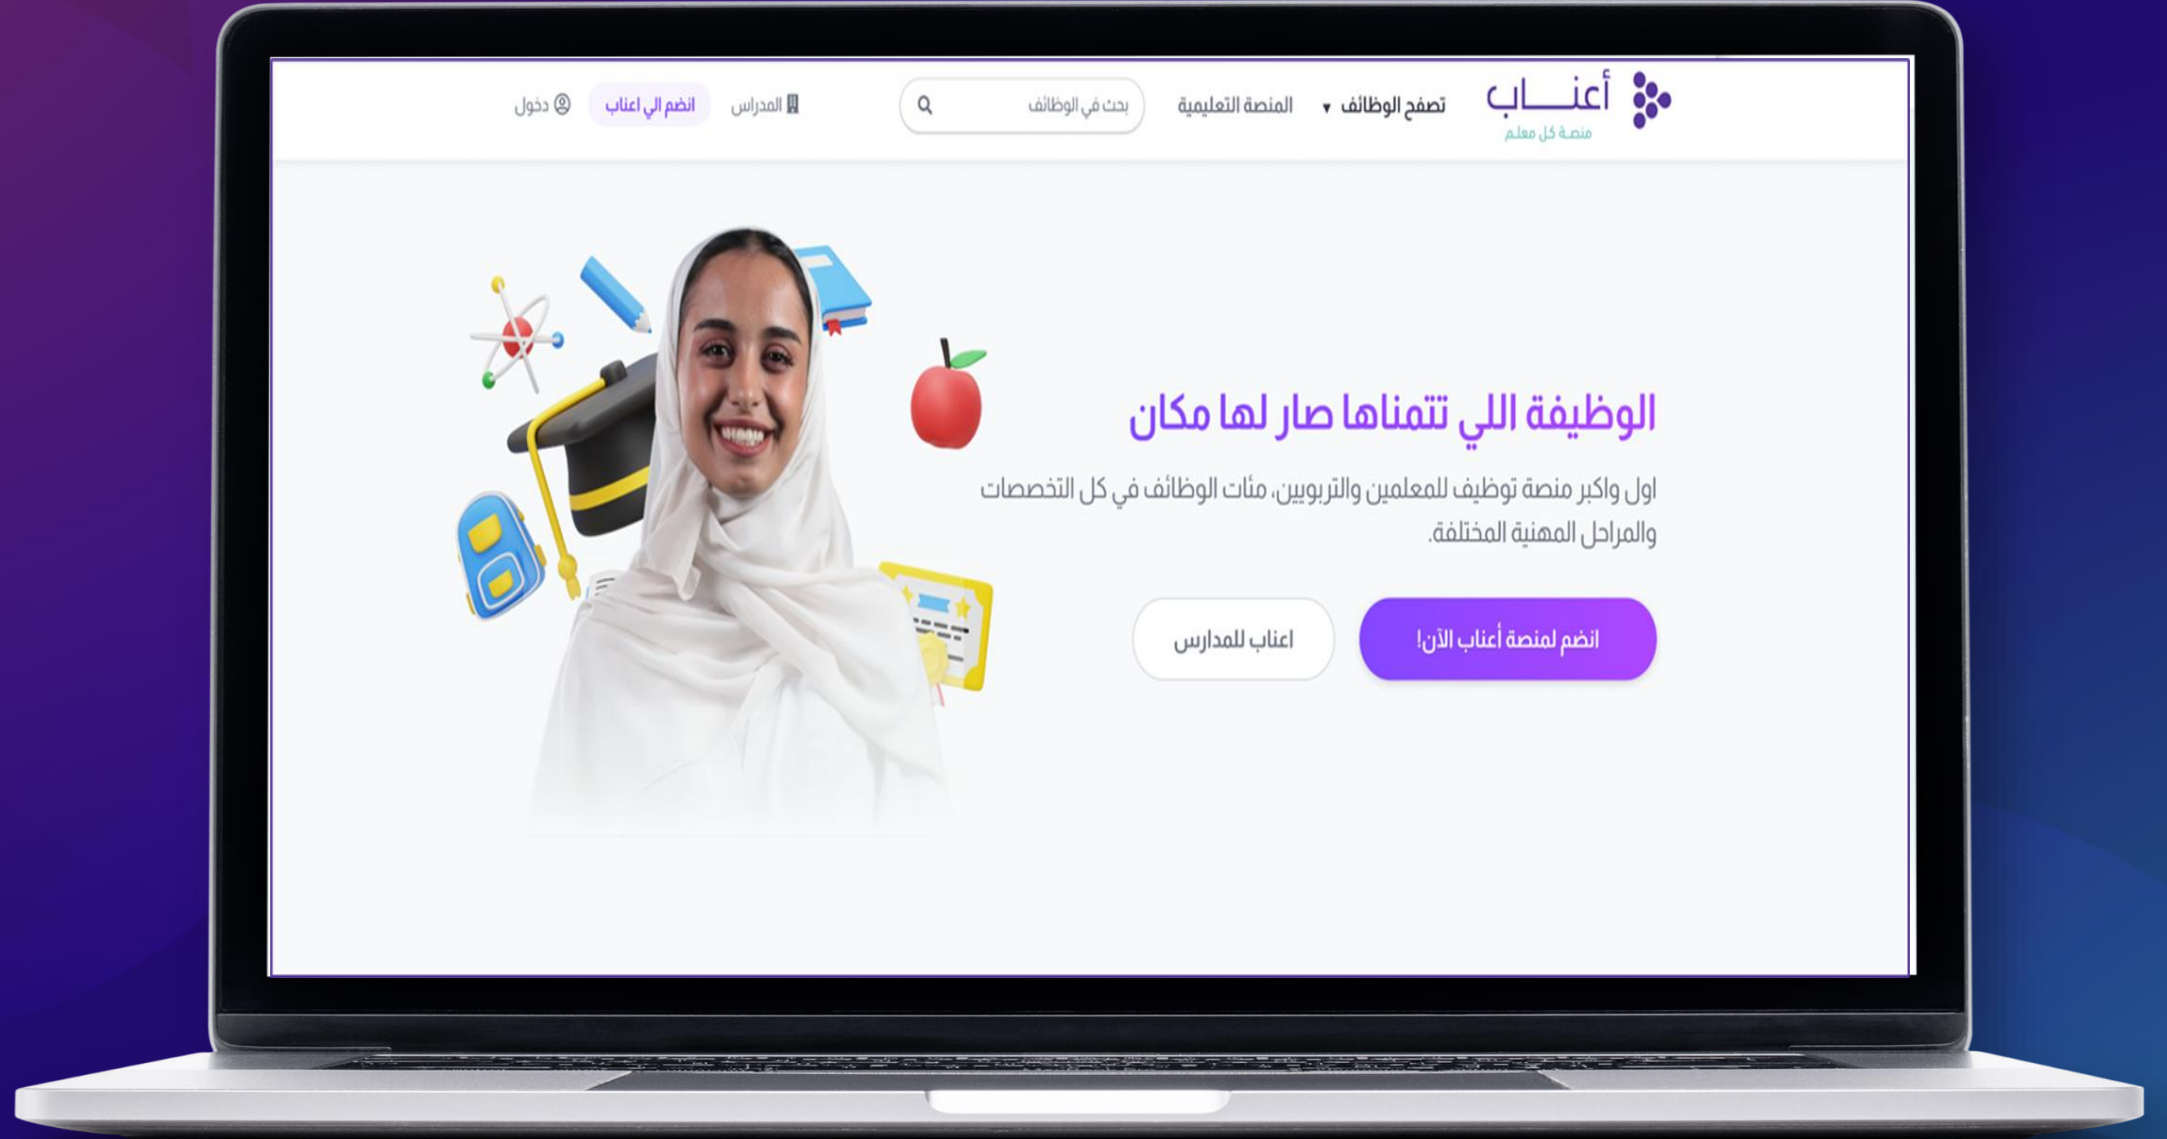 أعنـــاب
منصة كل معلم
تصفح الوظائف
المنصة التعليمية
بحث في الوظائف
المدراس
انضم الي اعناب
دخول
الوظيفة اللي تتمناها صار لها مكان
اول واكبر منصة توظيف للمعلمين والتربويين، مئات الوظائف في كل التخصصات
والمراحل المهنية المختلفة.
انضم لمنصة أعناب الآن!
اعناب للمدارس